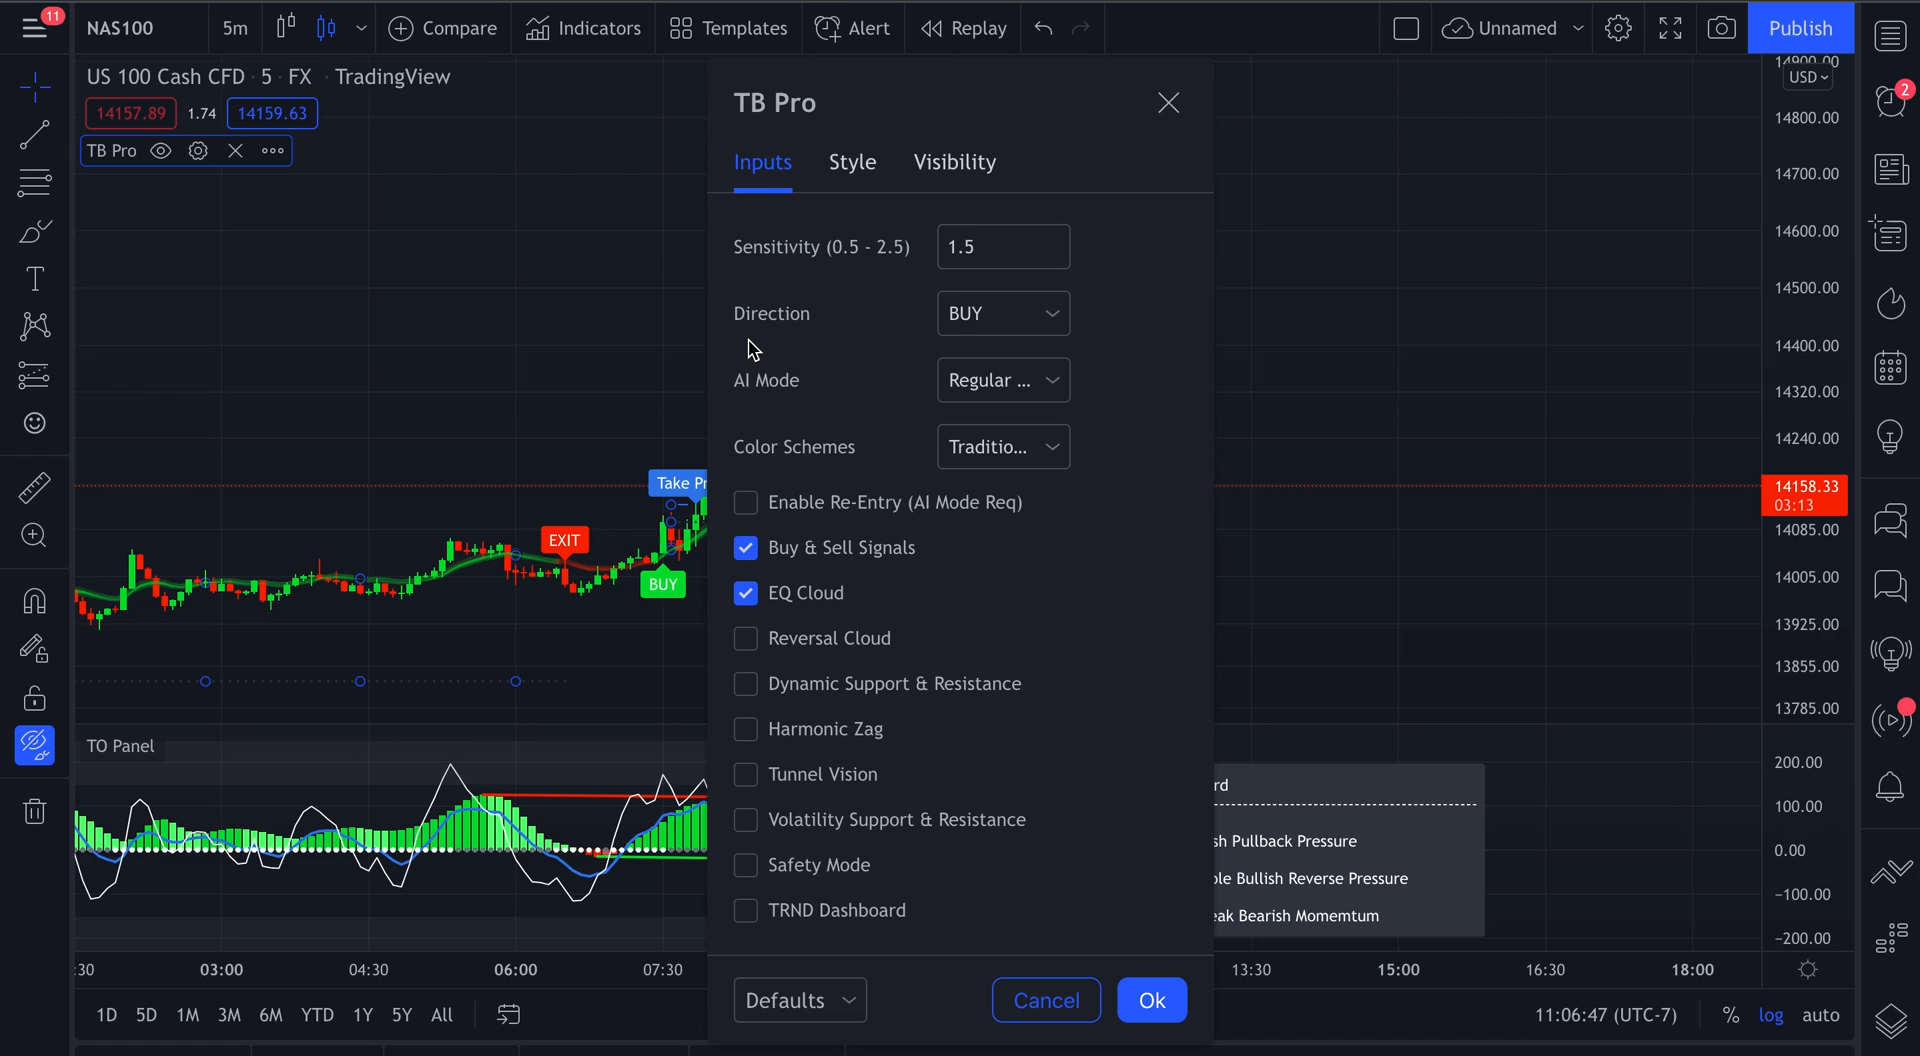 11
NAS100
5m
Compare
Indicators
Templates
Alert
Replay
Unnamed
Publish
US 100 Cash CFD · 5 · FX · TradingView
14157.89 1.74 14159.63
TB Pro
2
TB Pro
Inputs Style Visibility
Sensitivity (0.5 - 2.5) 1.5
Direction BUY
AI Mode Regular ...
Color Schemes Traditio...
Enable Re-Entry (AI Mode Req)
Buy & Sell Signals
EQ Cloud
Reversal Cloud
Dynamic Support & Resistance
Harmonic Zag
Tunnel Vision
Volatility Support & Resistance
Safety Mode
TRND Dashboard
Defaults Cancel Ok
Take Pr
EXIT
BUY
14900.00
USD
14800.00
14700.00
14600.00
14500.00
14400.00
14320.00
14240.00
14158.33
03:13
14085.00
14005.00
13925.00
13855.00
13785.00
TO Panel
rd
sh Pullback Pressure
ple Bullish Reverse Pressure
eak Bearish Momemtum
200.00
100.00
0.00
−100.00
−200.00
:30 03:00 04:30 06:00 07:30 13:30 15:00 16:30 18:00
1D 5D 1M 3M 6M YTD 1Y 5Y All
11:06:47 (UTC-7) % log auto